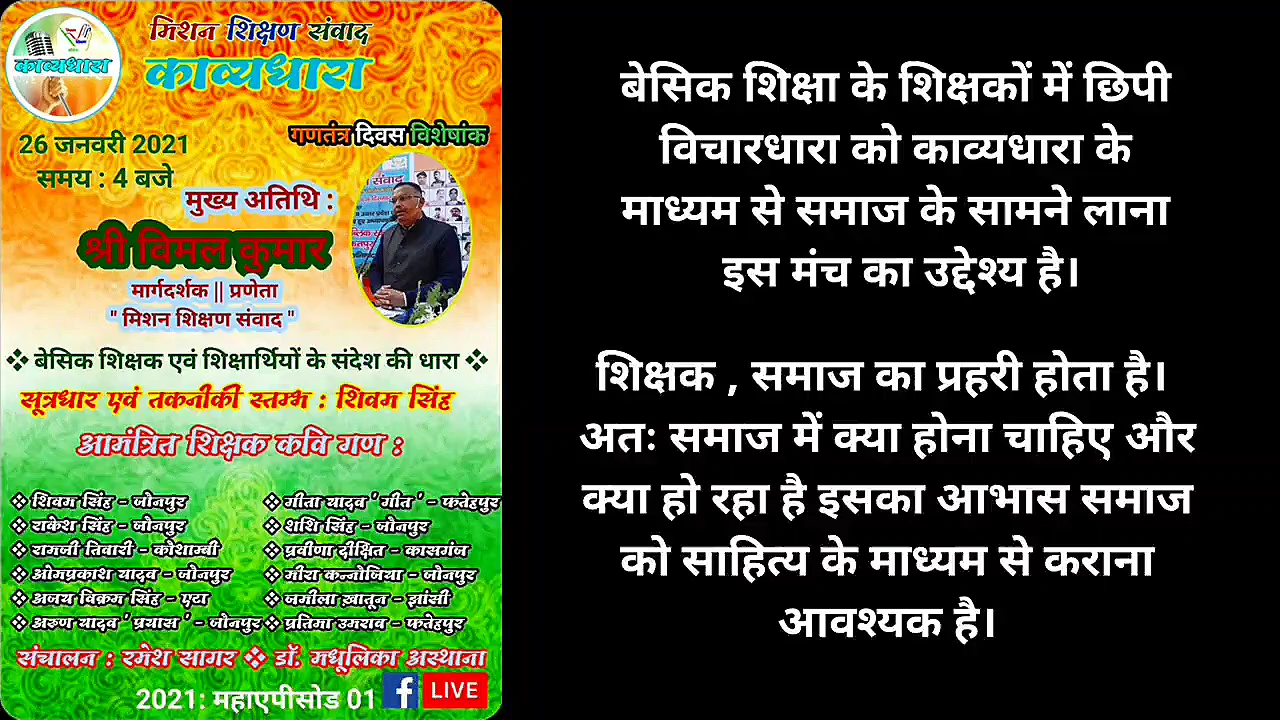 मिशन शिक्षण संवाद
काव्यधारा
काव्यधारा
26 जनवरी 2021
गणतंत्र दिवस विशेषांक
समय : 4 बजे
मुख्य अतिथि :
श्री विमल कुमार
मार्गदर्शक || प्रणेता
" मिशन शिक्षण संवाद "
❖ बेसिक शिक्षक एवं शिक्षार्थियों के संदेश की धारा ❖
सूत्रधार एवं तकनीकी स्तम्भ : शिवम सिंह
आमंत्रित शिक्षक कवि गण :
❖ शिवम सिंह - जौनपुर
❖ राकेश सिंह - जौनपुर
❖ रामजी तिवारी - कौशाम्बी
❖ ओमप्रकाश यादव - जौनपुर
❖ अजय विक्रम सिंह - एटा
❖ अरुण यादव ' प्रयास ' - जौनपुर
❖ गीता यादव ' गीत ' - फतेहपुर
❖ शशि सिंह - जौनपुर
❖ प्रवीणा दीक्षित - कासगंज
❖ मीरा कन्नौजिया - जौनपुर
❖ जमीला खातून - झांसी
❖ प्रतिमा उमराव - फतेहपुर
संचालन : रमेश सागर ❖ डॉ. मधूलिका अस्थाना
2021: महाएपीसोड 01 f LIVE
बेसिक शिक्षा के शिक्षकों में छिपी
विचारधारा को काव्यधारा के
माध्यम से समाज के सामने लाना
इस मंच का उद्देश्य है।
शिक्षक , समाज का प्रहरी होता है।
अतः समाज में क्या होना चाहिए और
क्या हो रहा है इसका आभास समाज
को साहित्य के माध्यम से कराना
आवश्यक है।